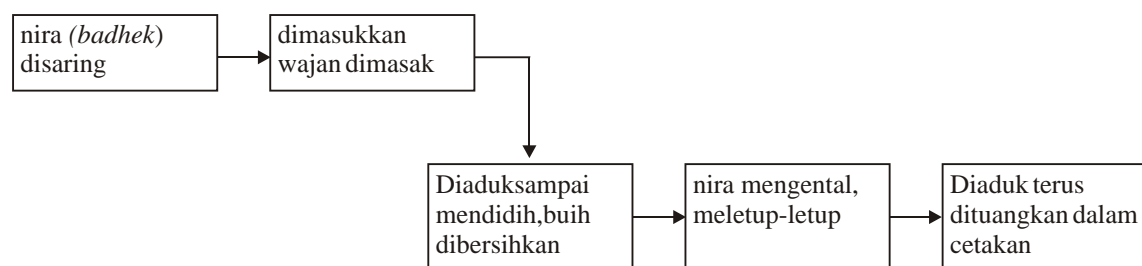 nira (badhek)
disaring
dimasukkan
wajan dimasak
Diaduksampai
mendidih,buih
dibersihkan
nira mengental,
meletup-letup
Diaduk terus
dituangkan dalam
cetakan